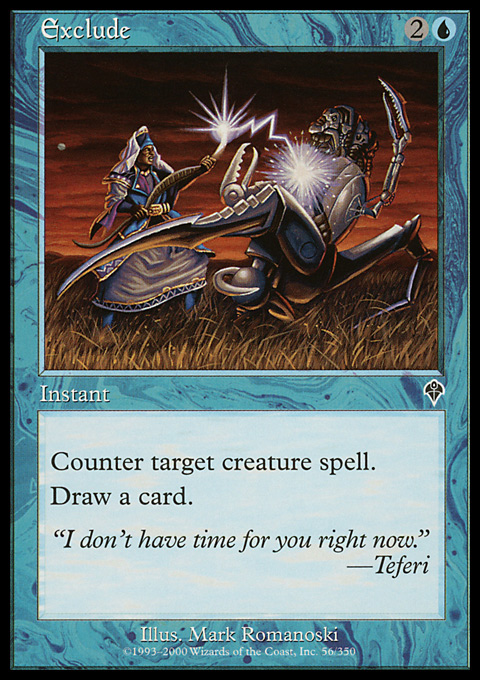 Exclude 2
Instant
Counter target creature spell.
Draw a card.
“I don’t have time for you right now.”
—Teferi
Illus. Mark Romanoski
©1993–2000 Wizards of the Coast, Inc. 56/350